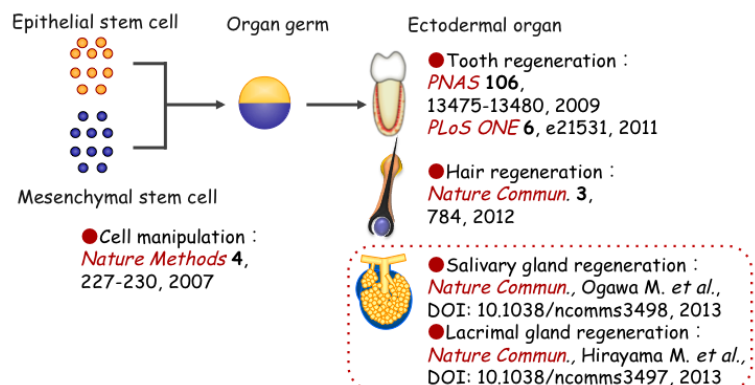 Epithelial stem cell
Organ germ
Ectodermal organ
●Tooth regeneration：
PNAS 106,
13475-13480, 2009
PLoS ONE 6, e21531, 2011
●Hair regeneration：
Nature Commun. 3,
784, 2012
Mesenchymal stem cell
●Cell manipulation：
Nature Methods 4,
227-230, 2007
●Salivary gland regeneration：
Nature Commun., Ogawa M. et al.,
DOI: 10.1038/ncomms3498, 2013
●Lacrimal gland regeneration：
Nature Commun., Hirayama M. et al.,
DOI: 10.1038/ncomms3497, 2013